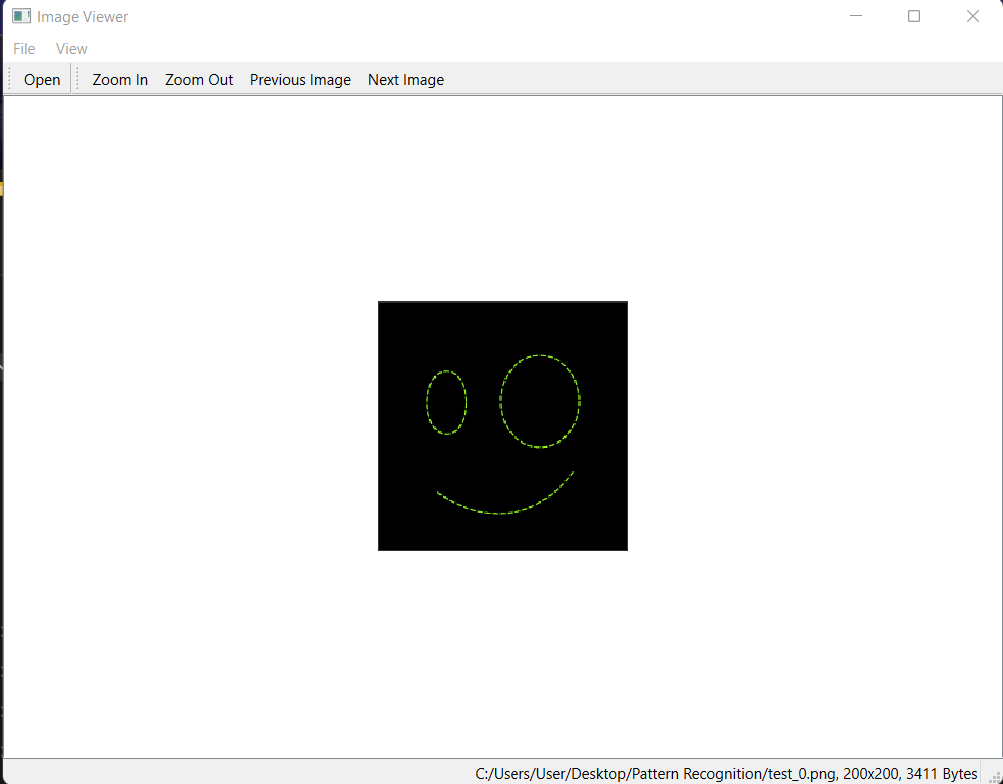 Image Viewer
File View
Open Zoom In Zoom Out Previous Image Next Image
C:/Users/User/Desktop/Pattern Recognition/test_0.png, 200x200, 3411 Bytes